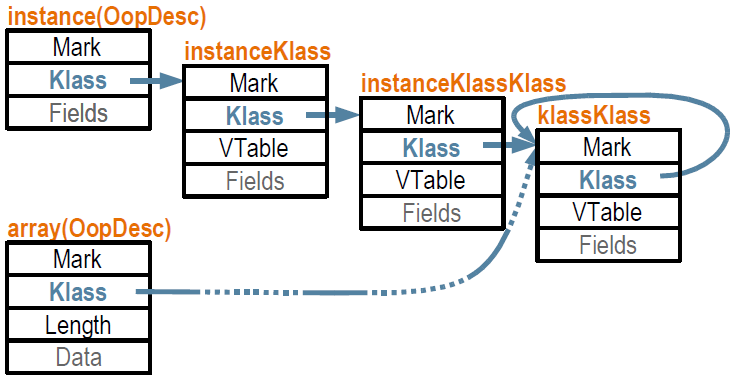 instance(OopDesc)
Mark
Klass
Fields
instanceKlass
Mark
Klass
VTable
Fields
instanceKlassKlass
Mark
Klass
VTable
Fields
klassKlass
Mark
Klass
VTable
Fields
array(OopDesc)
Mark
Klass
Length
Data